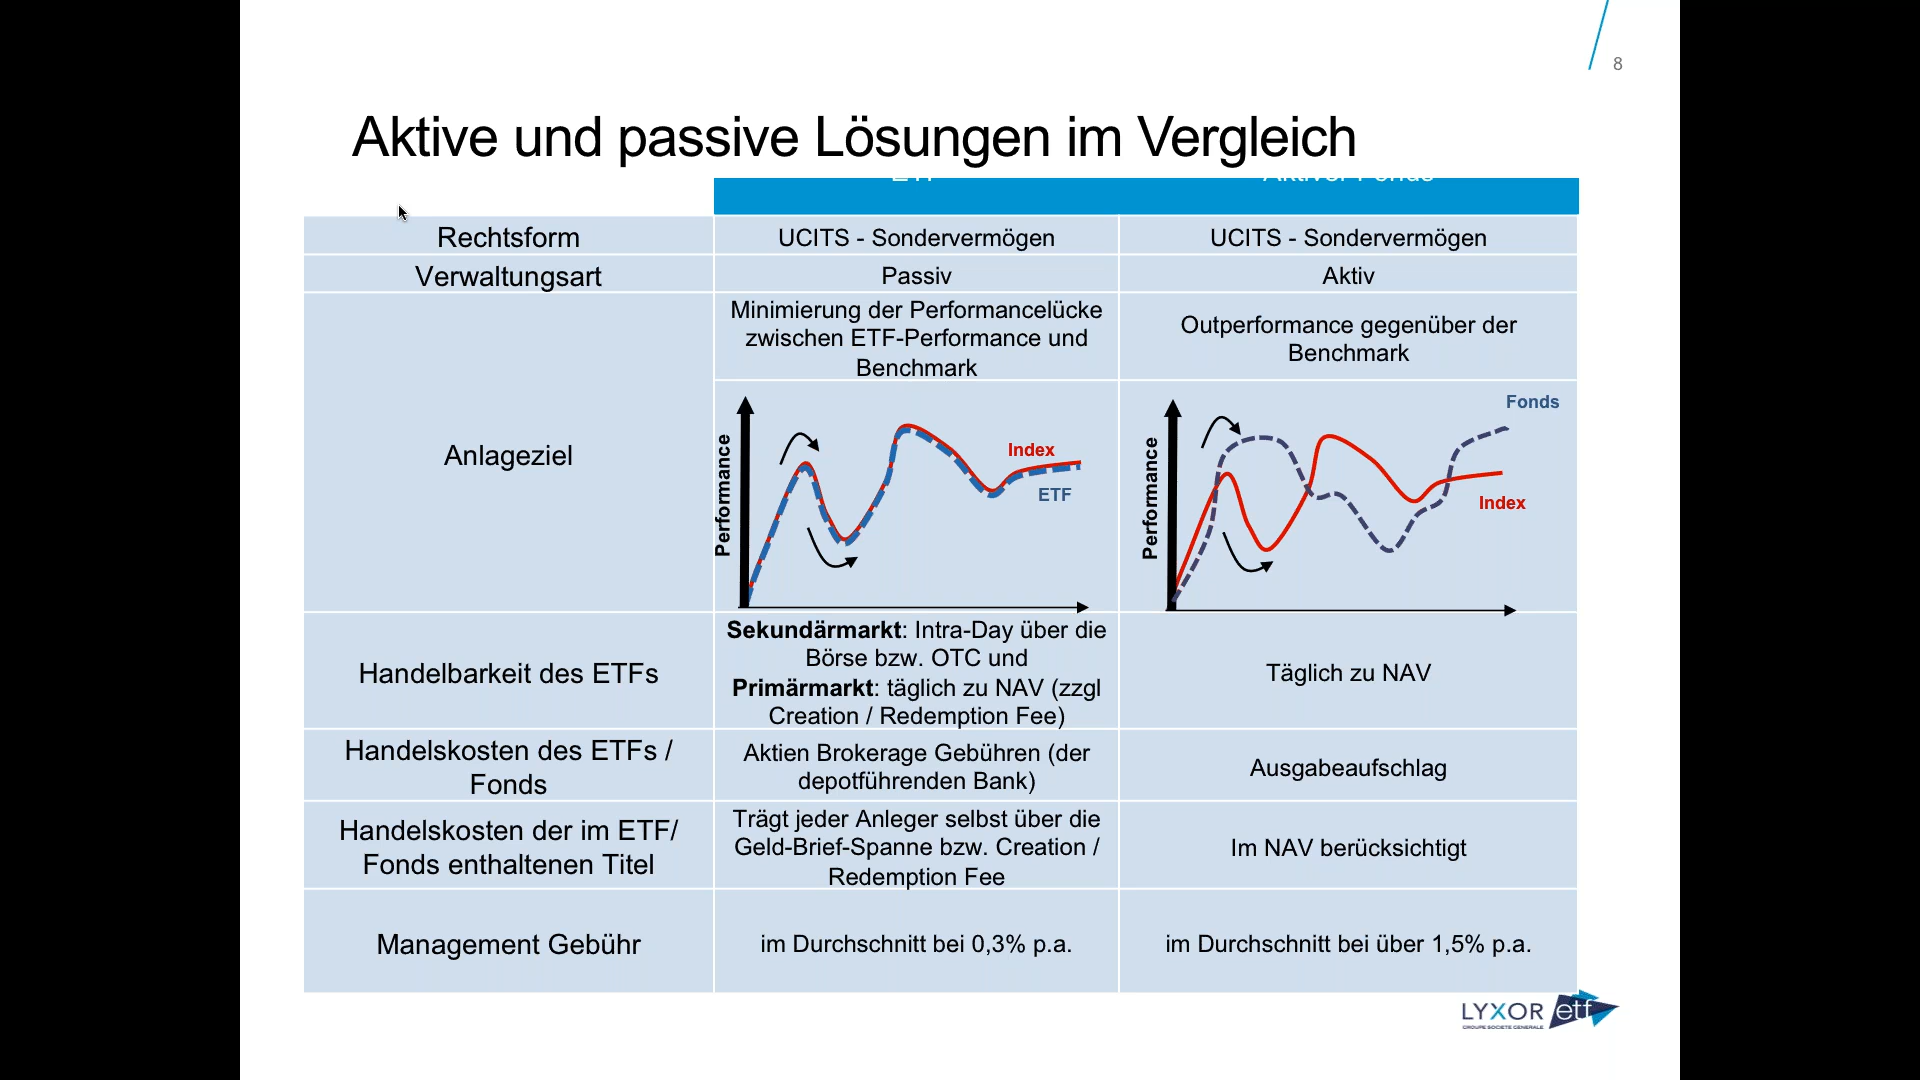 8
Aktive und passive Lösungen im Vergleich
ETF Aktiver Fonds
Rechtsform UCITS - Sondervermögen UCITS - Sondervermögen
Verwaltungsart Passiv Aktiv
Anlageziel
Minimierung der Performancelücke
zwischen ETF-Performance und
Benchmark
Outperformance gegenüber der
Benchmark
Performance
Index
ETF
Performance
Fonds
Index
Handelbarkeit des ETFs
Sekundärmarkt: Intra-Day über die
Börse bzw. OTC und
Primärmarkt: täglich zu NAV (zzgl
Creation / Redemption Fee)
Täglich zu NAV
Handelskosten des ETFs /
Fonds
Aktien Brokerage Gebühren (der
depotführenden Bank)
Ausgabeaufschlag
Handelskosten der im ETF/
Fonds enthaltenen Titel
Trägt jeder Anleger selbst über die
Geld-Brief-Spanne bzw. Creation /
Redemption Fee
Im NAV berücksichtigt
Management Gebühr im Durchschnitt bei 0,3% p.a. im Durchschnitt bei über 1,5% p.a.
LYXOR etf
GROUPE SOCIETE GENERALE